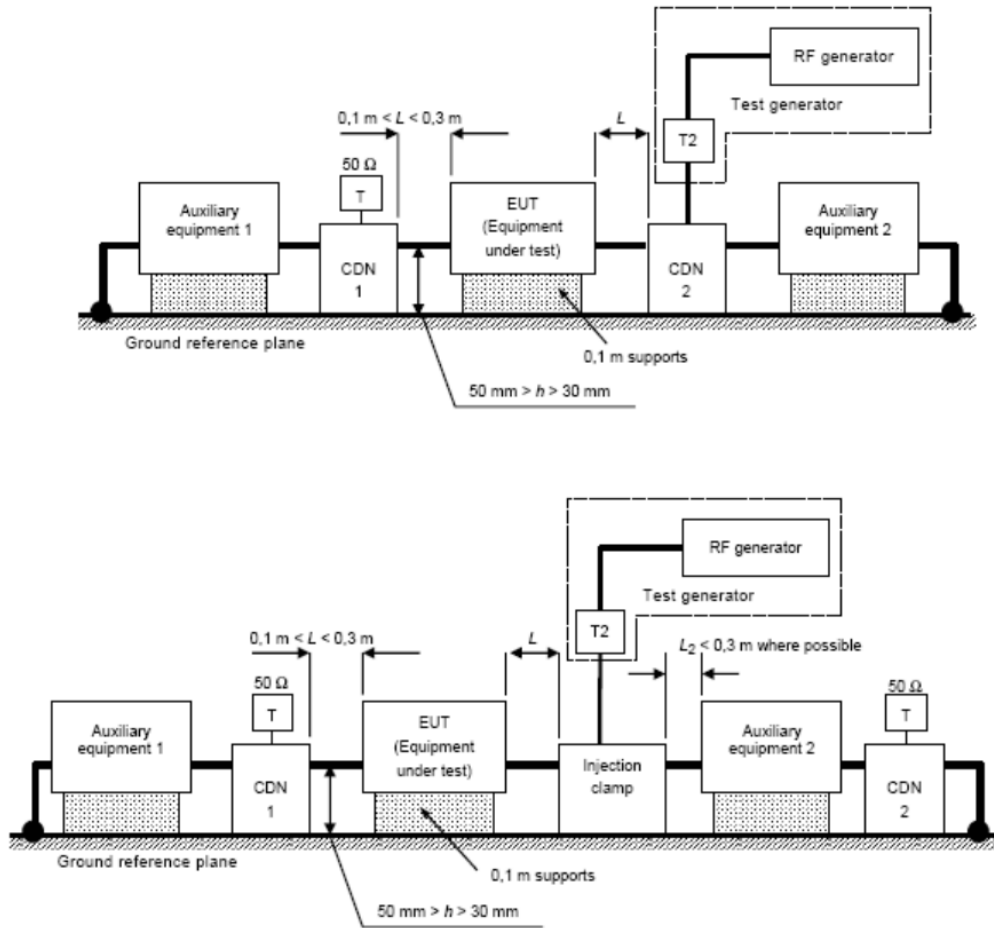 RF generator
Test generator
0,1 m < L < 0,3 m
L
T2
50 Ω
T
Auxiliary
equipment 1
EUT
(Equipment
under test)
Auxiliary
equipment 2
CDN
1
CDN
2
Ground reference plane
0,1 m supports
50 mm > h > 30 mm
RF generator
Test generator
T2
0,1 m < L < 0,3 m
L
L2 < 0,3 m where possible
50 Ω
T
50 Ω
T
Auxiliary
equipment 1
EUT
(Equipment
under test)
Auxiliary
equipment 2
CDN
1
Injection
clamp
CDN
2
Ground reference plane
0,1 m supports
50 mm > h > 30 mm